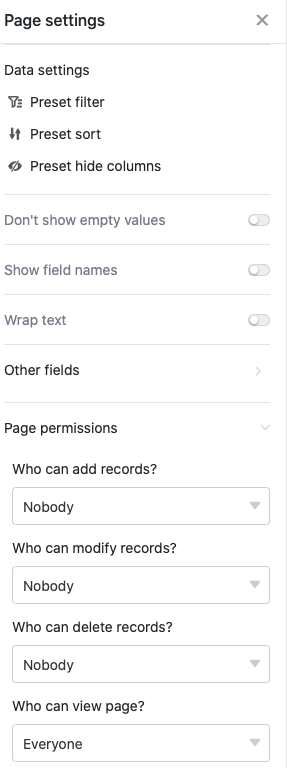 Page settings
Data settings
Preset filter
Preset sort
Preset hide columns
Don't show empty values
Show field names
Wrap text
Other fields
Page permissions
Who can add records?
Nobody
Who can modify records?
Nobody
Who can delete records?
Nobody
Who can view page?
Everyone